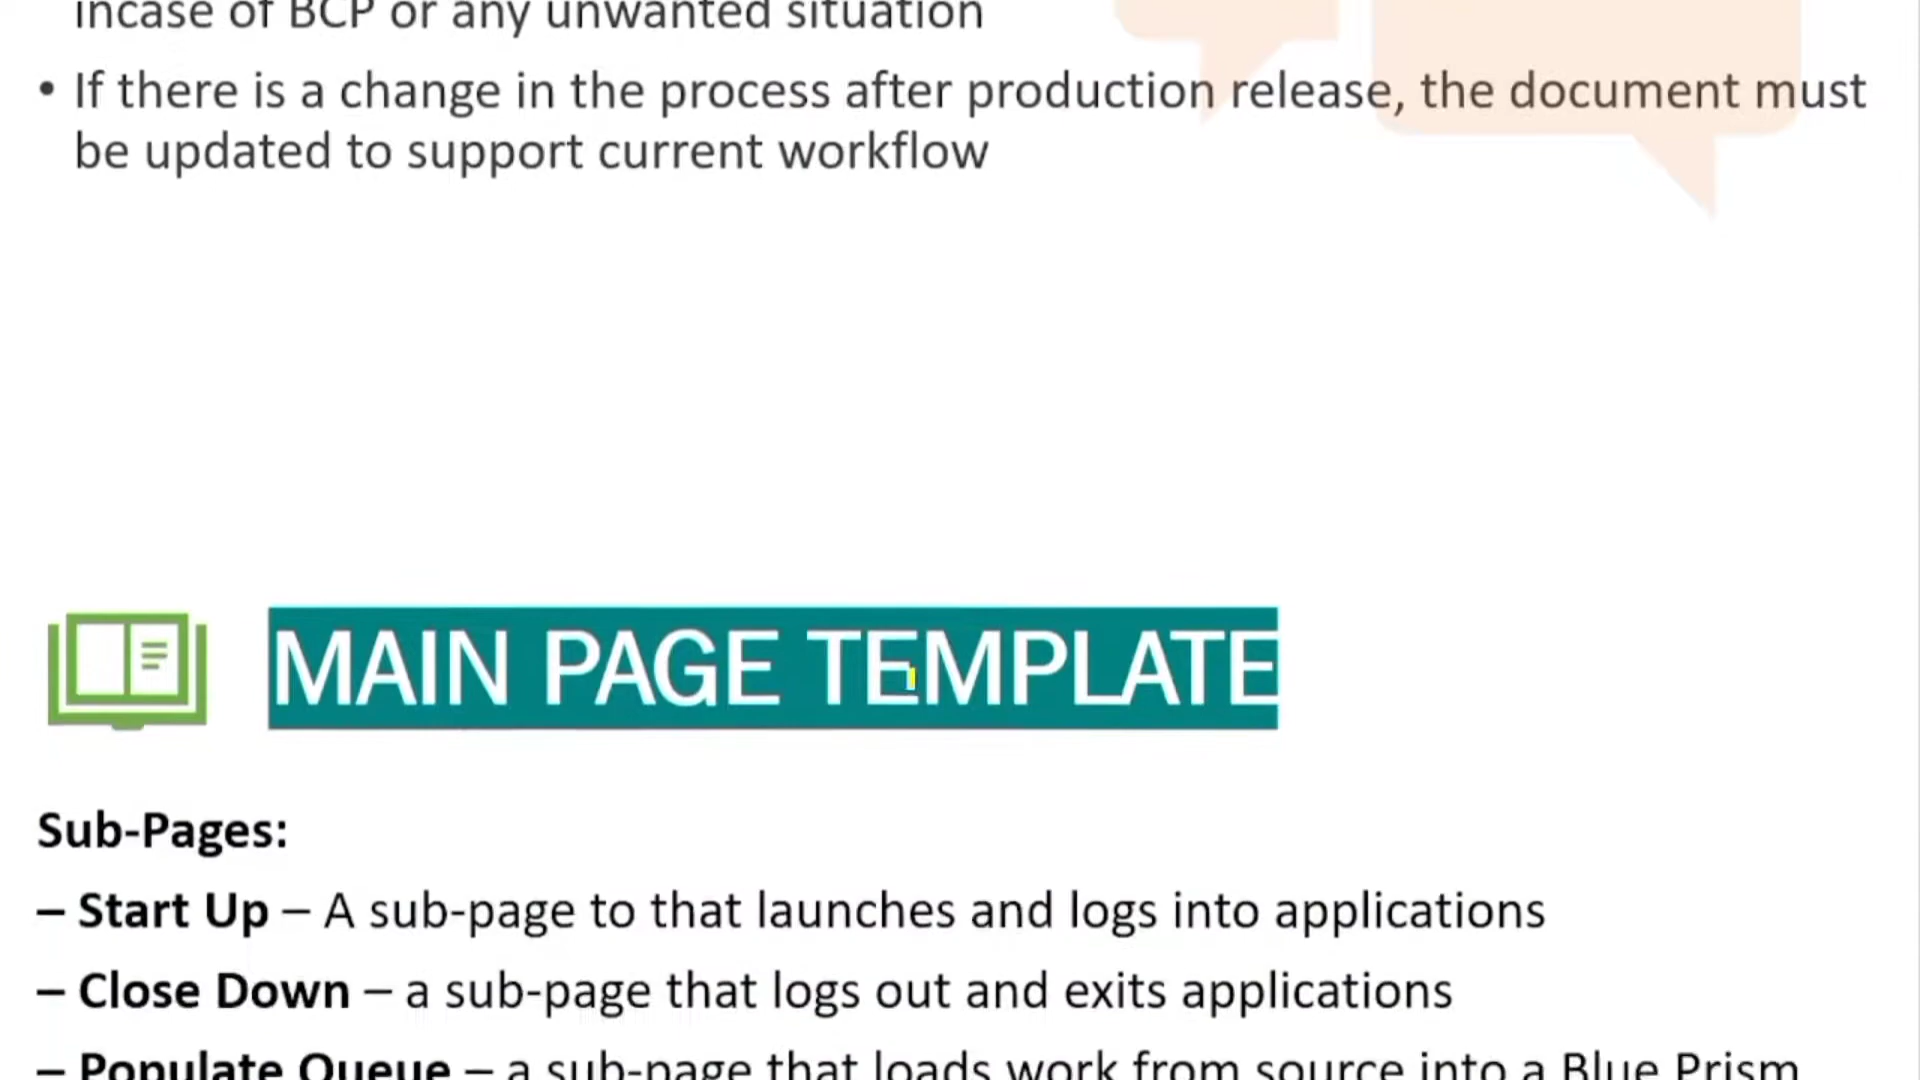 incase of BCP or any unwanted situation
• If there is a change in the process after production release, the document must
be updated to support current workflow
MAIN PAGE TEMPLATE
Sub-Pages:
– Start Up – A sub-page to that launches and logs into applications
– Close Down – a sub-page that logs out and exits applications
– Populate Queue – a sub-page that loads work from source into a Blue Prism